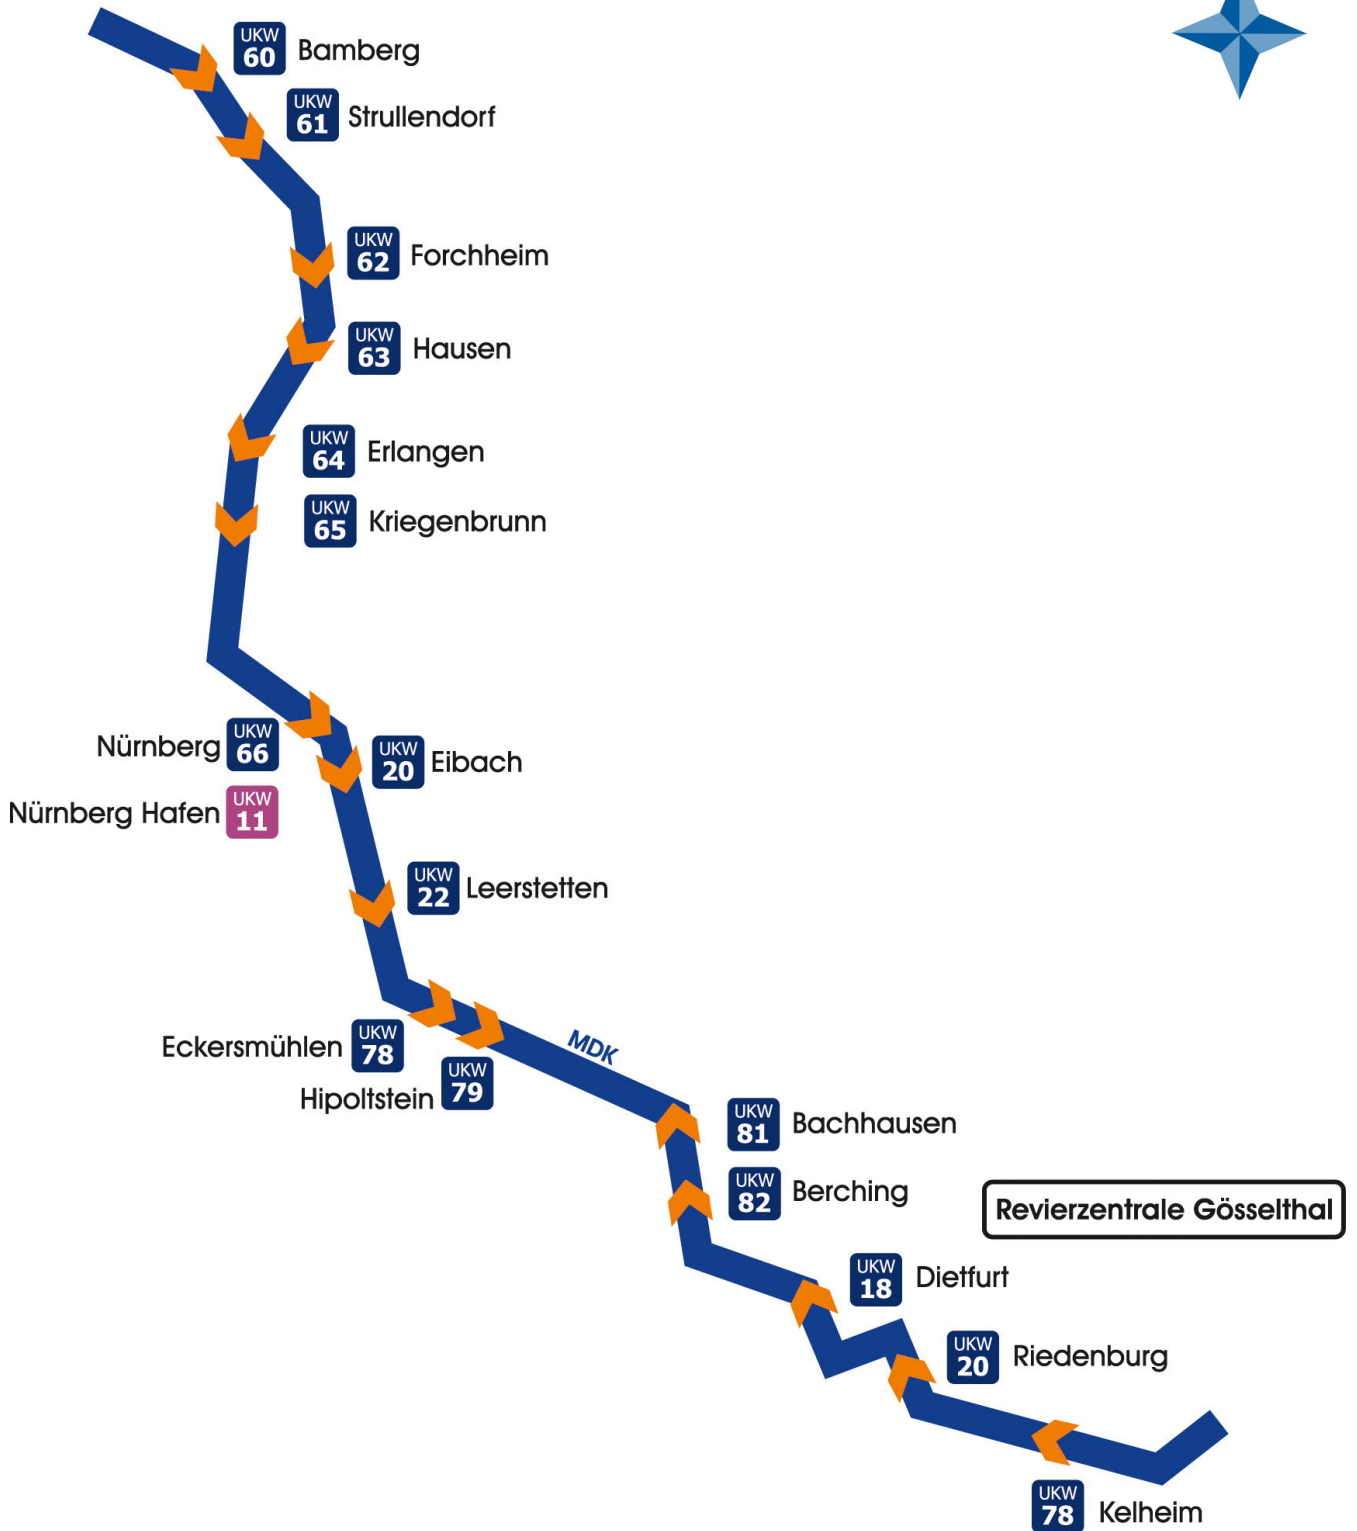 UKW
60
Bamberg
UKW
61
Strullendorf
UKW
62
Forchheim
UKW
63
Hausen
UKW
64
Erlangen
UKW
65
Kriegenbrunn
Nürnberg
UKW
66
UKW
20
Eibach
Nürnberg Hafen
UKW
11
UKW
22
Leerstetten
Eckersmühlen
UKW
78
Hipoltstein
UKW
79
MDK
UKW
81
Bachhausen
UKW
82
Berching
Revierzentrale Gösselthal
UKW
18
Dietfurt
UKW
20
Riedenburg
UKW
78
Kelheim